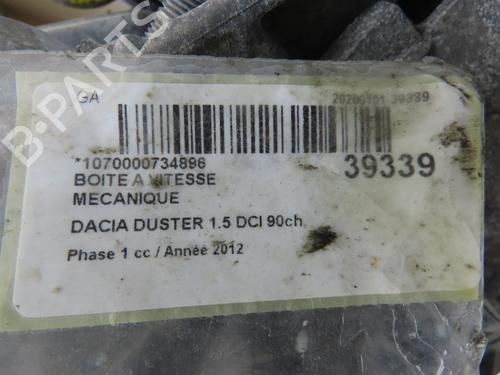 GA
20200101-39339
*1070000734896
39339
BOITE A VITESSE
MECANIQUE
DACIA DUSTER 1.5 DCI 90ch
Phase 1 cc / Année 2012
B-PARTS